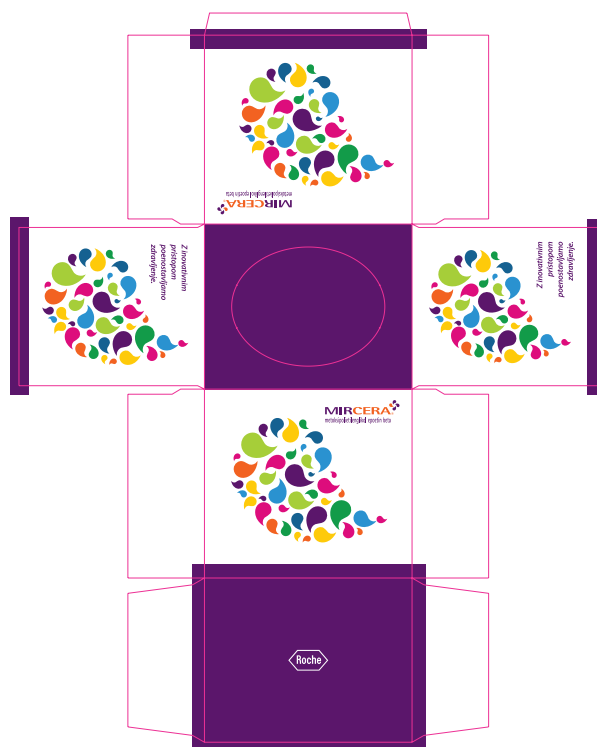 MIRCERA
metoksipolietilenglikol epoetin beta
Z inovativnim
pristopom
poenostavljamo
zdravljenje.
Z inovativnim
pristopom
poenostavljamo
zdravljenje.
MIRCERA
metoksipolietilenglikol epoetin beta
Roche